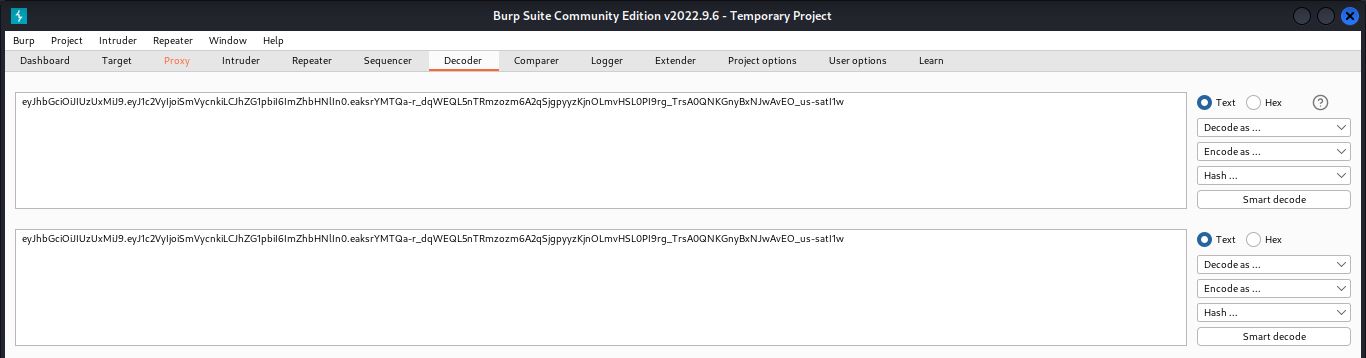 Burp Suite Community Edition v2022.9.6 - Temporary Project
Burp Project Intruder Repeater Window Help
Dashboard Target Proxy Intruder Repeater Sequencer Decoder Comparer Logger Extender Project options User options Learn
eyJhbGciOiJIUzUxMiJ9.eyJ1c2VyIjoiSmVycnkiLCJhZG1pbiI6ImZhbHNlIn0.eaksrYMTQa-r_dqWEQL5nTRmzozm6A2qSjgpyyzKjnOLmvHSL0PI9rg_TrsA0QNKGnyBxNJwAvEO_us-satI1w
Text Hex
Decode as ...
Encode as ...
Hash ...
Smart decode
eyJhbGciOiJIUzUxMiJ9.eyJ1c2VyIjoiSmVycnkiLCJhZG1pbiI6ImZhbHNlIn0.eaksrYMTQa-r_dqWEQL5nTRmzozm6A2qSjgpyyzKjnOLmvHSL0PI9rg_TrsA0QNKGnyBxNJwAvEO_us-satI1w
Text Hex
Decode as ...
Encode as ...
Hash ...
Smart decode